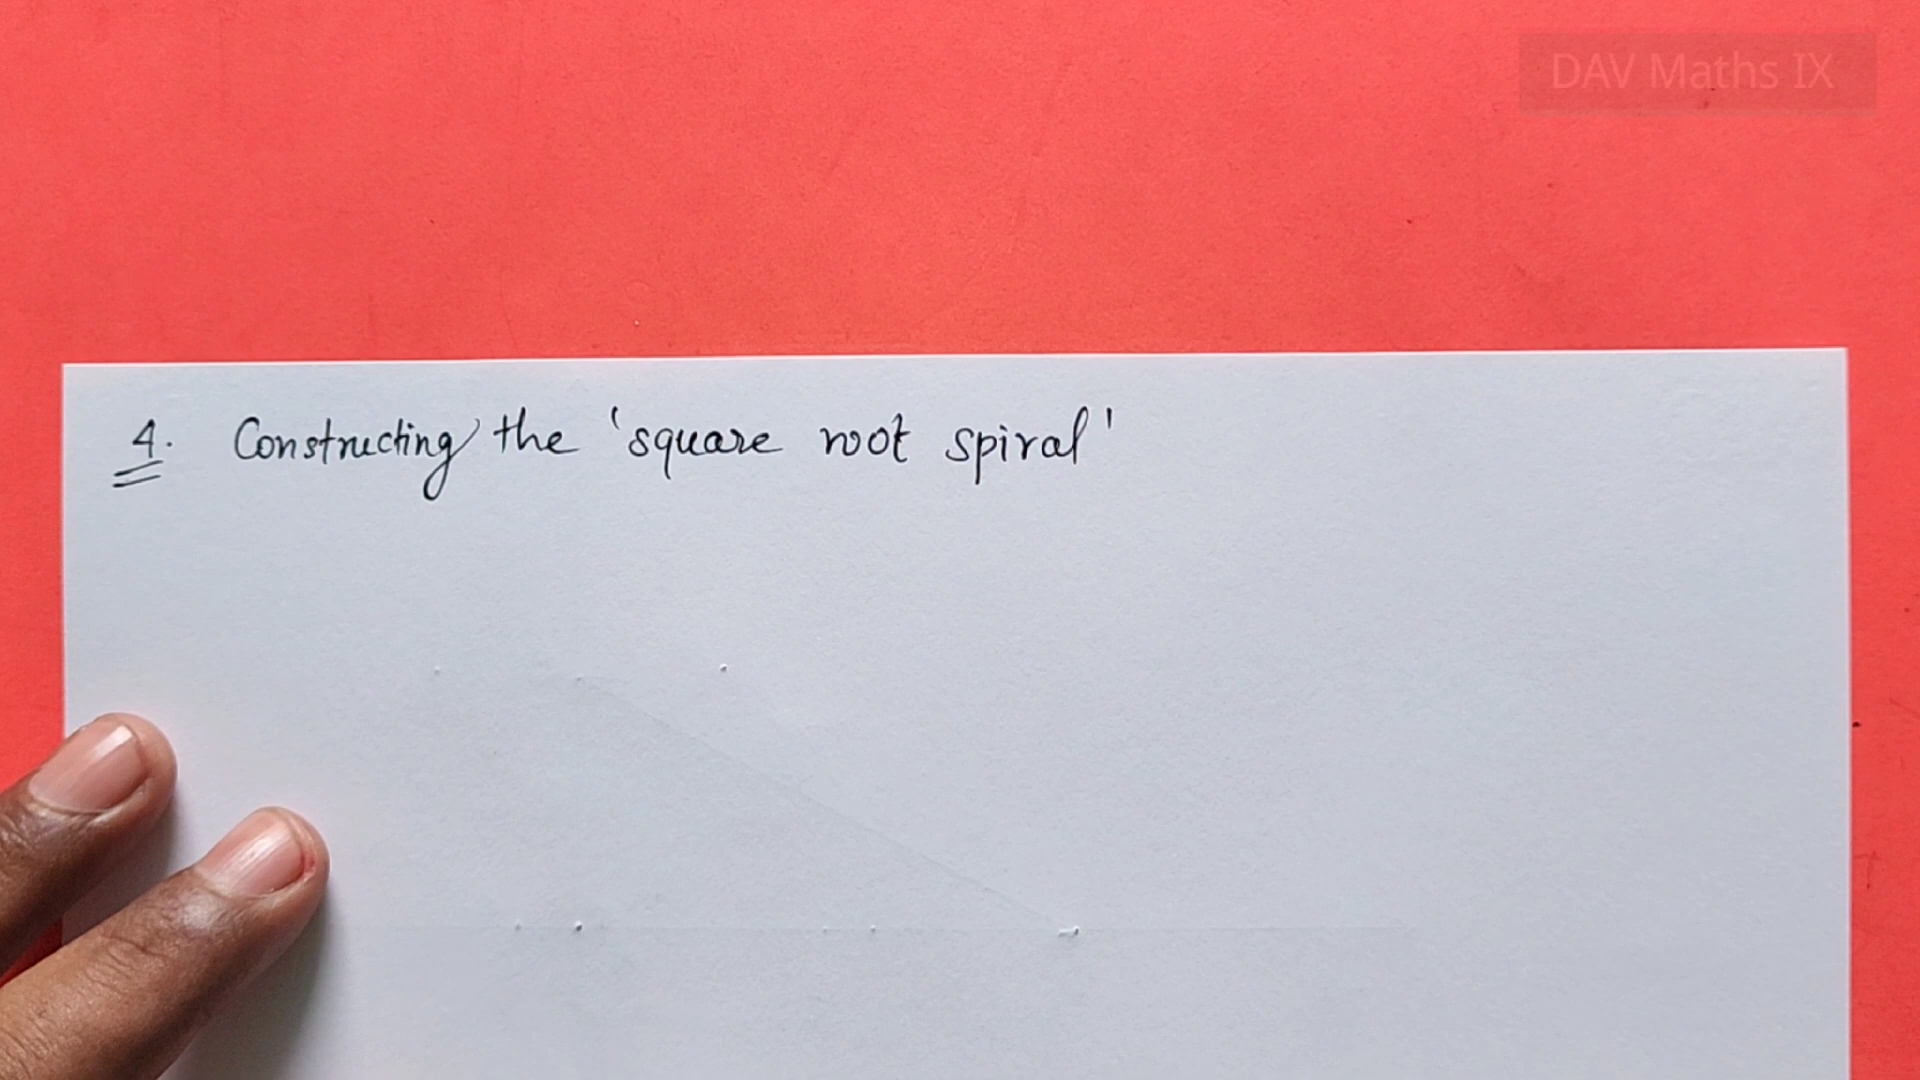 DAV Maths IX
4. Constructing the 'square root spiral'